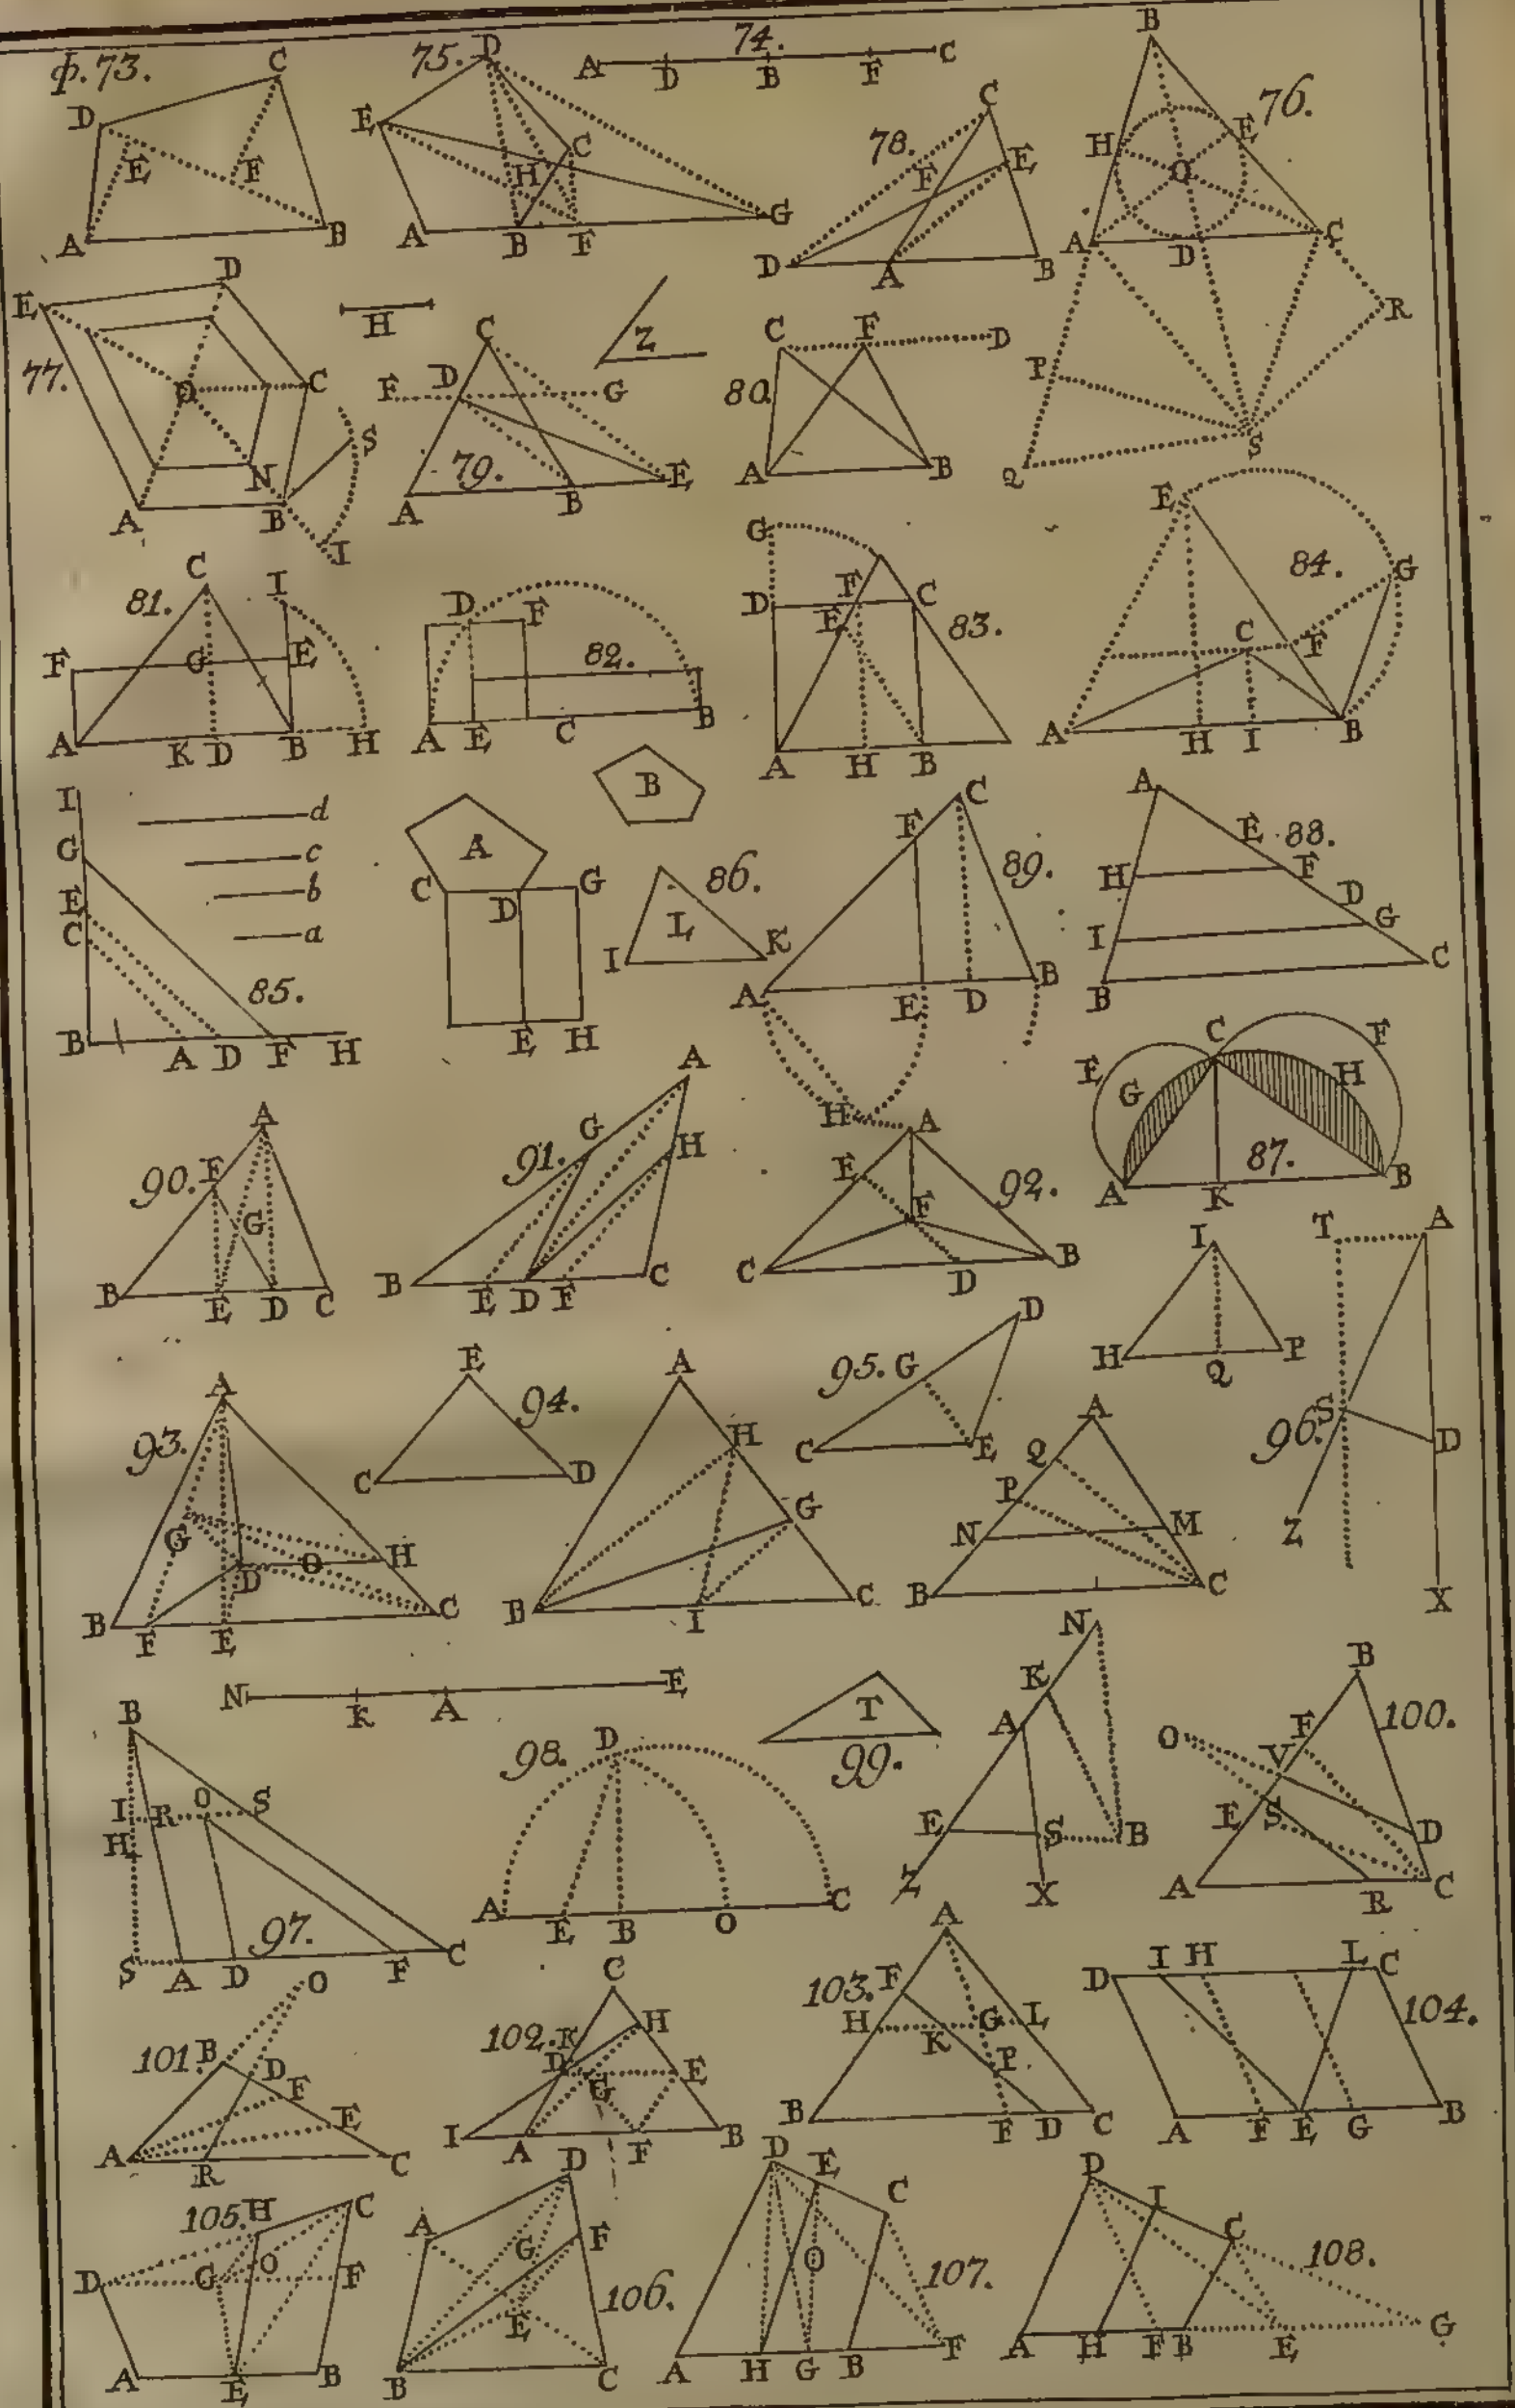 ф. 73.
D C E F A B
75.
D E C H A B F G
74.
A D B F C
78.
C E F D A B
76.
B H E O A D C R P Q S
77.
E D O C S N A B I
H
79.
C F D G A B E
Z
80.
C F D A B
81.
C I F G E A K D B H
82.
D F A E C B
83.
G F D C E A H B
84.
E G C F A H I B
85.
I G E C B A D F H
d
c
b
a
86.
A B C D G E H L I K
89.
C F A E D B H
88.
A E F H D G I C B
87.
C F E G H A K B
90.
A F G B E D C
91.
A G H B E D F C
92.
A E F C D B
I H Q P
96.
T A S D Z X
93.
A G O H D B F E C
94.
E C D
A H G B I C
95.
D G C E
A Q P N M B C
N K A E
97.
B I R O S H S A D F C
98.
D A E B O C
99.
T
N K A E S B Z X
100.
B O F V E S D A R C
101.
O B D F E A R C
102.
C K H D E G I A D F B
103.
A F H G L K P B F D C
104.
D I H L C A F E G B
105.
H C D G O F A E B
106.
D A G F E B C
107.
D E C O A H G B F
108.
D I C A H F B E G